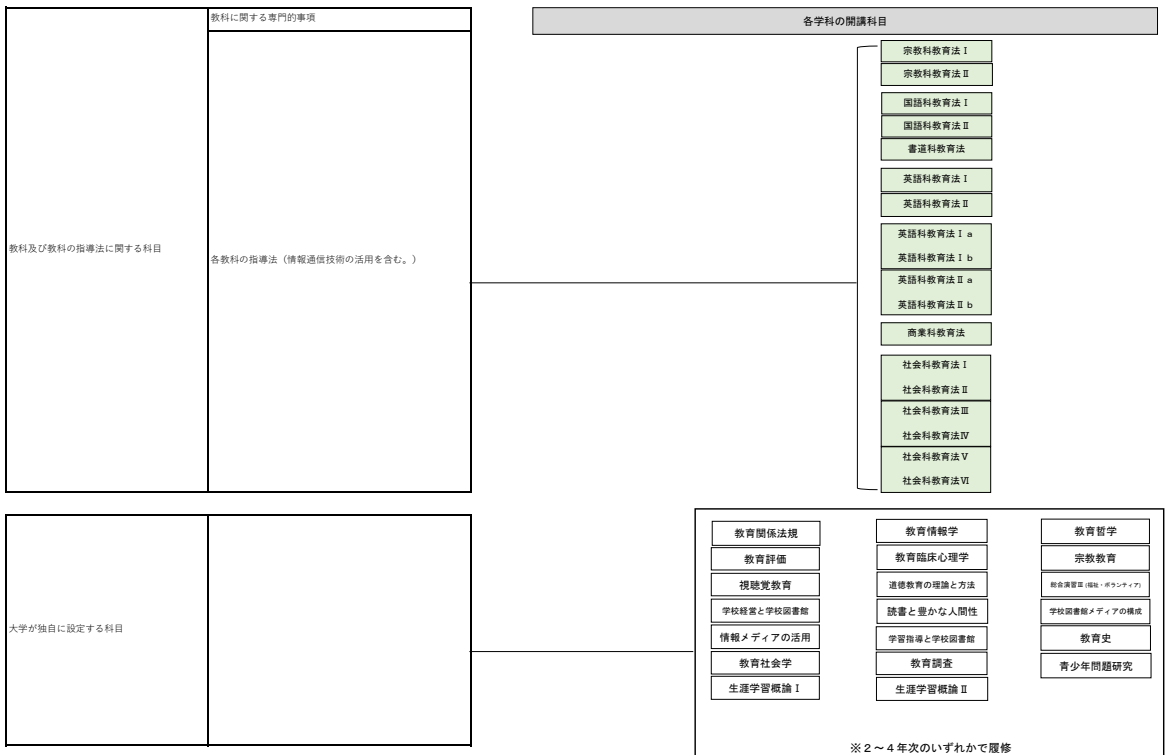 教科及び教科の指導法に関する科目
教科に関する専門的事項
各教科の指導法（情報通信技術の活用を含む。）
各学科の開講科目
宗教科教育法Ⅰ
宗教科教育法Ⅱ
国語科教育法Ⅰ
国語科教育法Ⅱ
書道科教育法
英語科教育法Ⅰ
英語科教育法Ⅱ
英語科教育法Ⅰａ
英語科教育法Ⅰｂ
英語科教育法Ⅱａ
英語科教育法Ⅱｂ
商業科教育法
社会科教育法Ⅰ
社会科教育法Ⅱ
社会科教育法Ⅲ
社会科教育法Ⅳ
社会科教育法Ⅴ
社会科教育法Ⅵ
大学が独自に設定する科目
教育関係法規
教育評価
視聴覚教育
学校経営と学校図書館
情報メディアの活用
教育社会学
生涯学習概論Ⅰ
教育情報学
教育臨床心理学
道徳教育の理論と方法
読書と豊かな人間性
学習指導と学校図書館
教育調査
生涯学習概論Ⅱ
教育哲学
宗教教育
総合演習Ⅲ(福祉・ボランティア)
学校図書館メディアの構成
教育史
青少年問題研究
※２～４年次のいずれかで履修